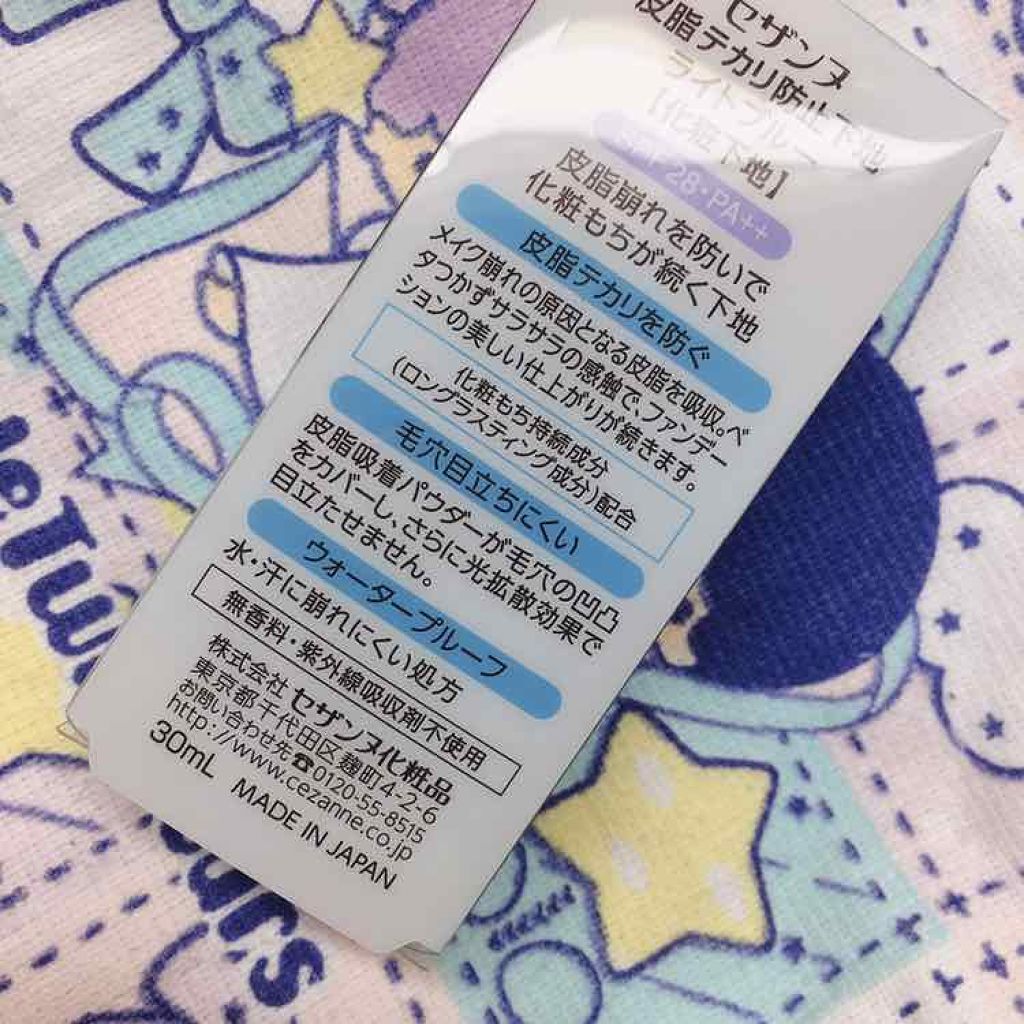 セザンヌ
皮脂テカリ防止下地
ライトブルー
【化粧下地】
SPF 28・PA++
皮脂崩れを防いで
化粧もちが続く下地
皮脂テカリを防ぐ
メイク崩れの原因となる皮脂を吸収。ベ
タつかずサラサラの感触で、ファンデー
ションの美しい仕上がりが続きます。
化粧もち持続成分
(ロングラスティング成分)配合
毛穴目立ちにくい
皮脂吸着パウダーが毛穴の凹凸
をカバーし、さらに光拡散効果で
目立たせません。
ウォータープルーフ
水・汗に崩れにくい処方
無香料・紫外線吸収剤不使用
株式会社 セザンヌ化粧品
東京都千代田区麹町4-2-6
お問い合わせ先☎0120-55-8515
http://www.cezanne.co.jp
30mL MADE IN JAPAN